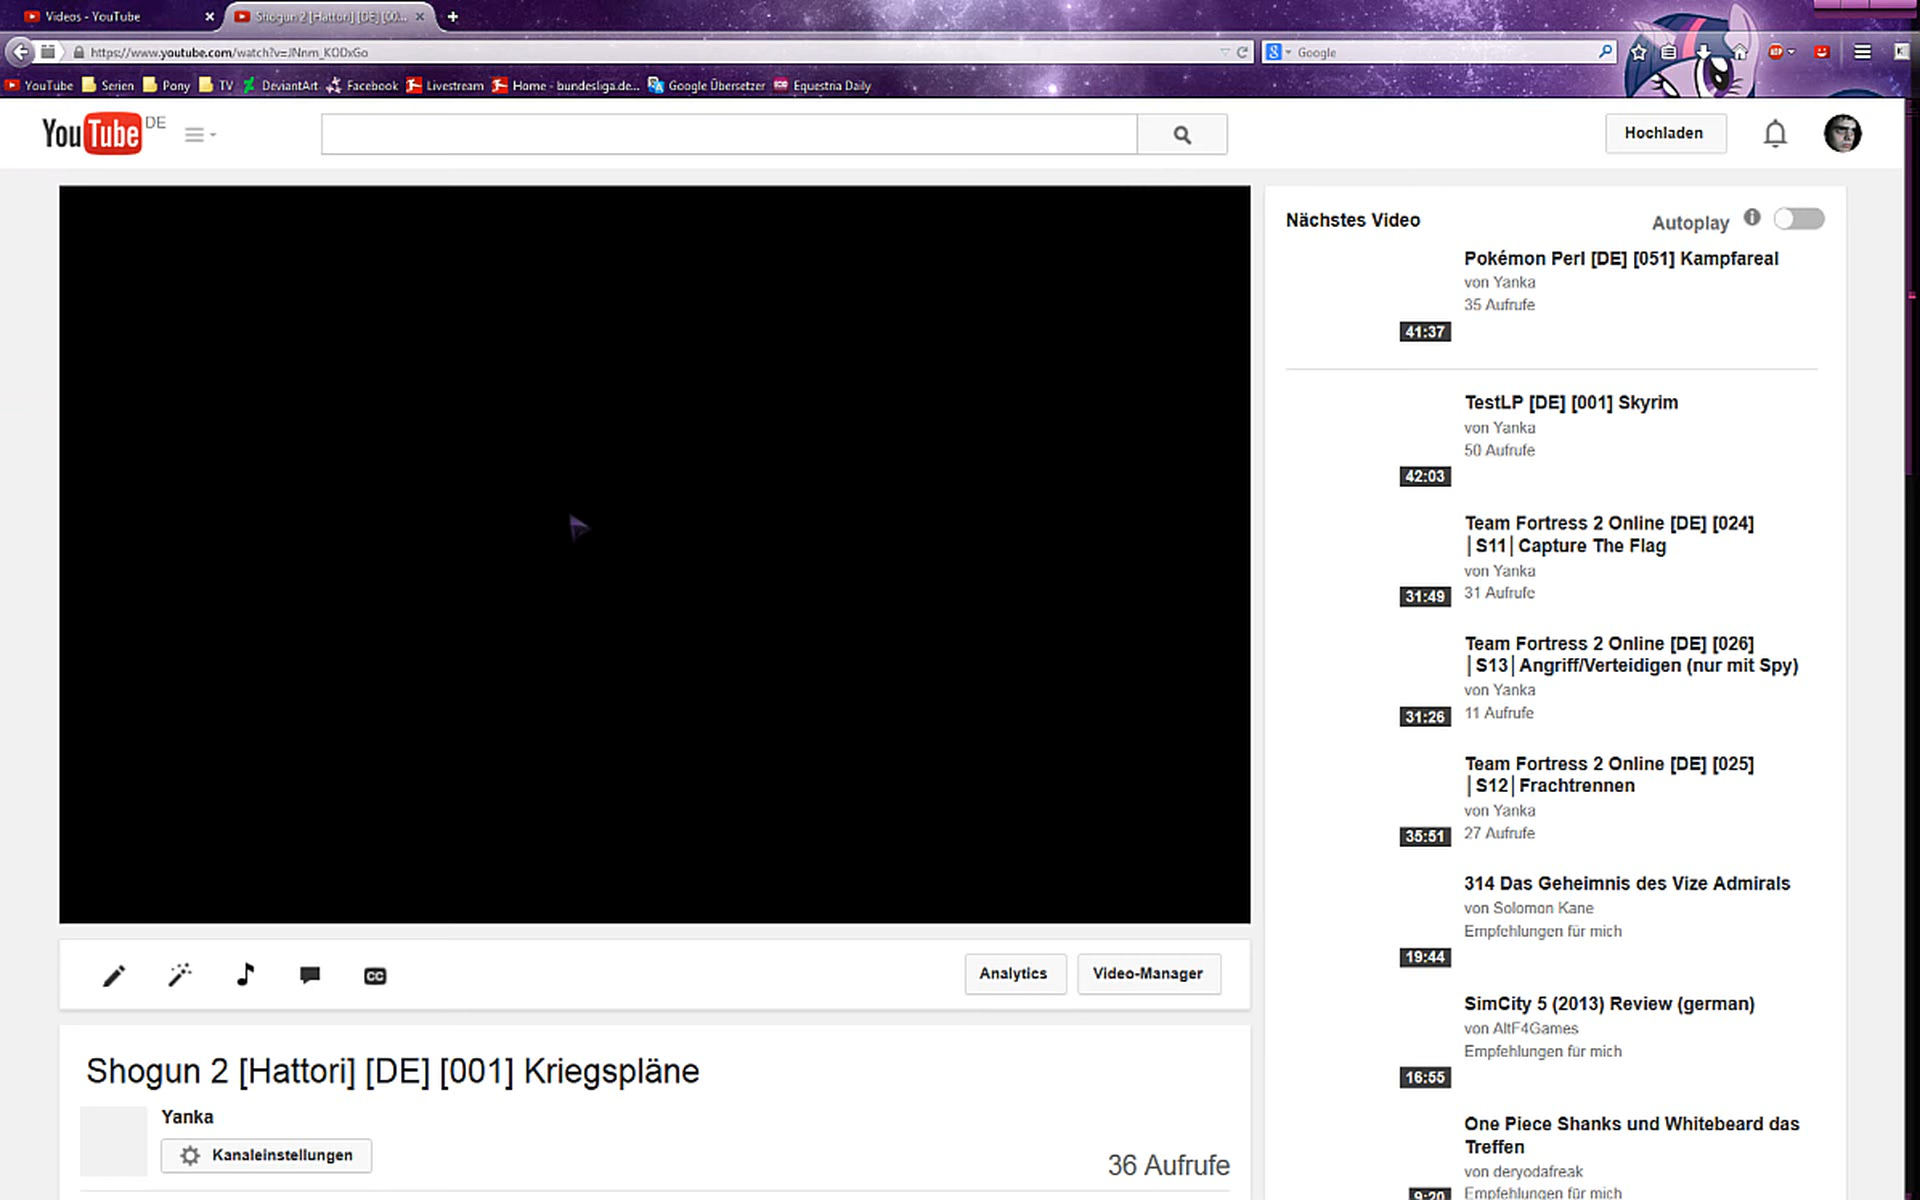 Videos - YouTube
Shogun 2 [Hattori] [DE] [00...
https://www.youtube.com/watch?v=JNnm_KODxGo
Google
YouTube
Serien
Pony
TV
DeviantArt
Facebook
Livestream
Home - bundesliga.de...
Google Übersetzer
Equestria Daily
YouTube DE
Hochladen
Nächstes Video
Autoplay
Pokémon Perl [DE] [051] Kampfareal
von Yanka
35 Aufrufe
41:37
TestLP [DE] [001] Skyrim
von Yanka
50 Aufrufe
42:03
Team Fortress 2 Online [DE] [024]
│S11│Capture The Flag
von Yanka
31 Aufrufe
31:49
Team Fortress 2 Online [DE] [026]
│S13│Angriff/Verteidigen (nur mit Spy)
von Yanka
11 Aufrufe
31:26
Team Fortress 2 Online [DE] [025]
│S12│Frachtrennen
von Yanka
27 Aufrufe
35:51
314 Das Geheimnis des Vize Admirals
von Solomon Kane
Empfehlungen für mich
19:44
SimCity 5 (2013) Review (german)
von AltF4Games
Empfehlungen für mich
16:55
One Piece Shanks und Whitebeard das
Treffen
von deryodafreak
Empfehlungen für mich
9:20
CC
Analytics
Video-Manager
Shogun 2 [Hattori] [DE] [001] Kriegspläne
Yanka
Kanaleinstellungen
36 Aufrufe